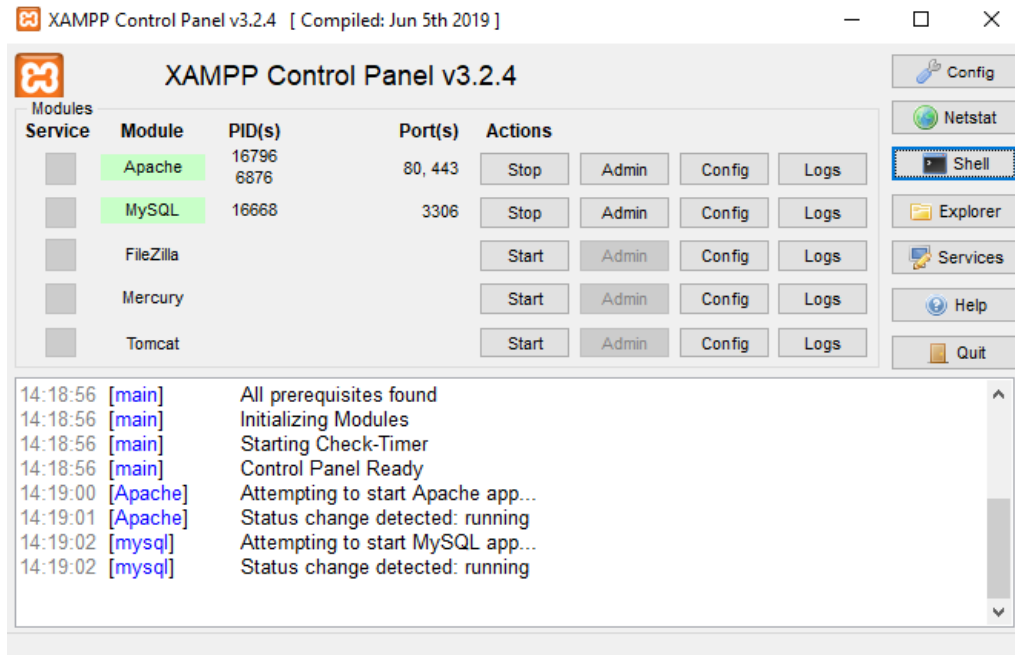 XAMPP Control Panel v3.2.4 [ Compiled: Jun 5th 2019 ]
XAMPP Control Panel v3.2.4
Config
Modules
Service Module PID(s) Port(s) Actions
Netstat
Apache 16796 6876 80, 443 Stop Admin Config Logs
Shell
MySQL 16668 3306 Stop Admin Config Logs
Explorer
FileZilla Start Admin Config Logs
Services
Mercury Start Admin Config Logs
Help
Tomcat Start Admin Config Logs
Quit
14:18:56 [main] All prerequisites found
14:18:56 [main] Initializing Modules
14:18:56 [main] Starting Check-Timer
14:18:56 [main] Control Panel Ready
14:19:00 [Apache] Attempting to start Apache app...
14:19:01 [Apache] Status change detected: running
14:19:02 [mysql] Attempting to start MySQL app...
14:19:02 [mysql] Status change detected: running